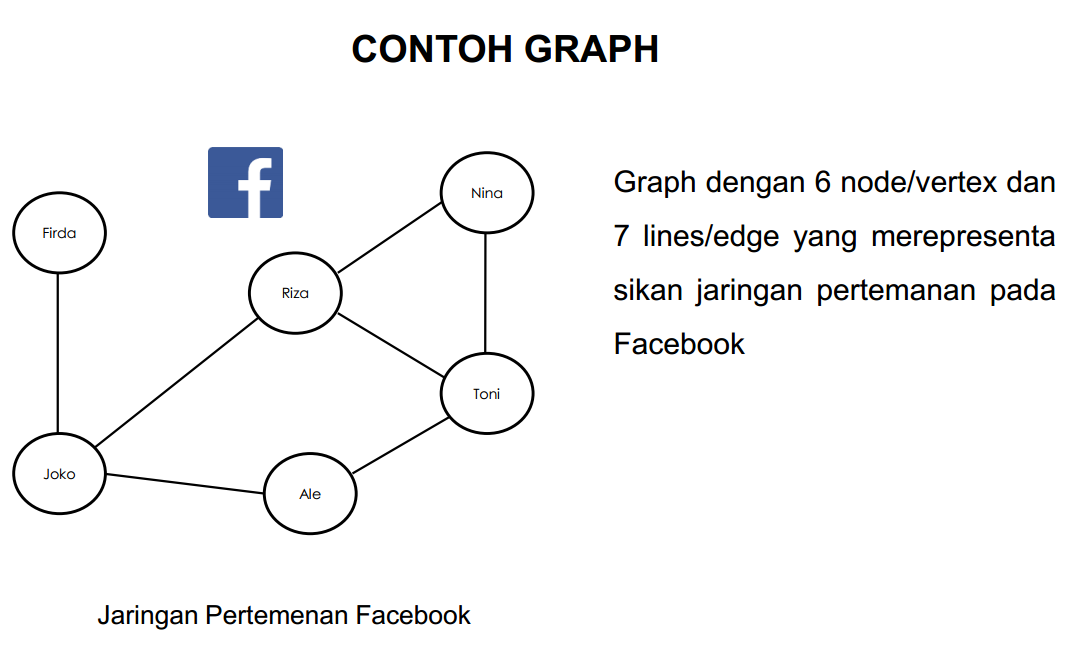 CONTOH GRAPH
f
Nina
Firda
Riza
Toni
Joko
Ale
Graph dengan 6 node/vertex dan
7 lines/edge yang merepresenta
sikan jaringan pertemanan pada
Facebook
Jaringan Pertemenan Facebook